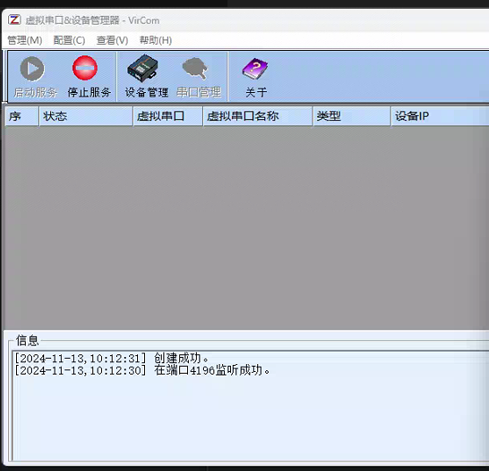 虚拟串口&设备管理器 - VirCom
管理(M) 配置(C) 查看(V) 帮助(H)
启动服务 停止服务 设备管理 串口管理 关于
序 状态 虚拟串口 虚拟串口名称 类型 设备IP
信息
[2024-11-13,10:12:31] 创建成功。
[2024-11-13,10:12:30] 在端口4196监听成功。